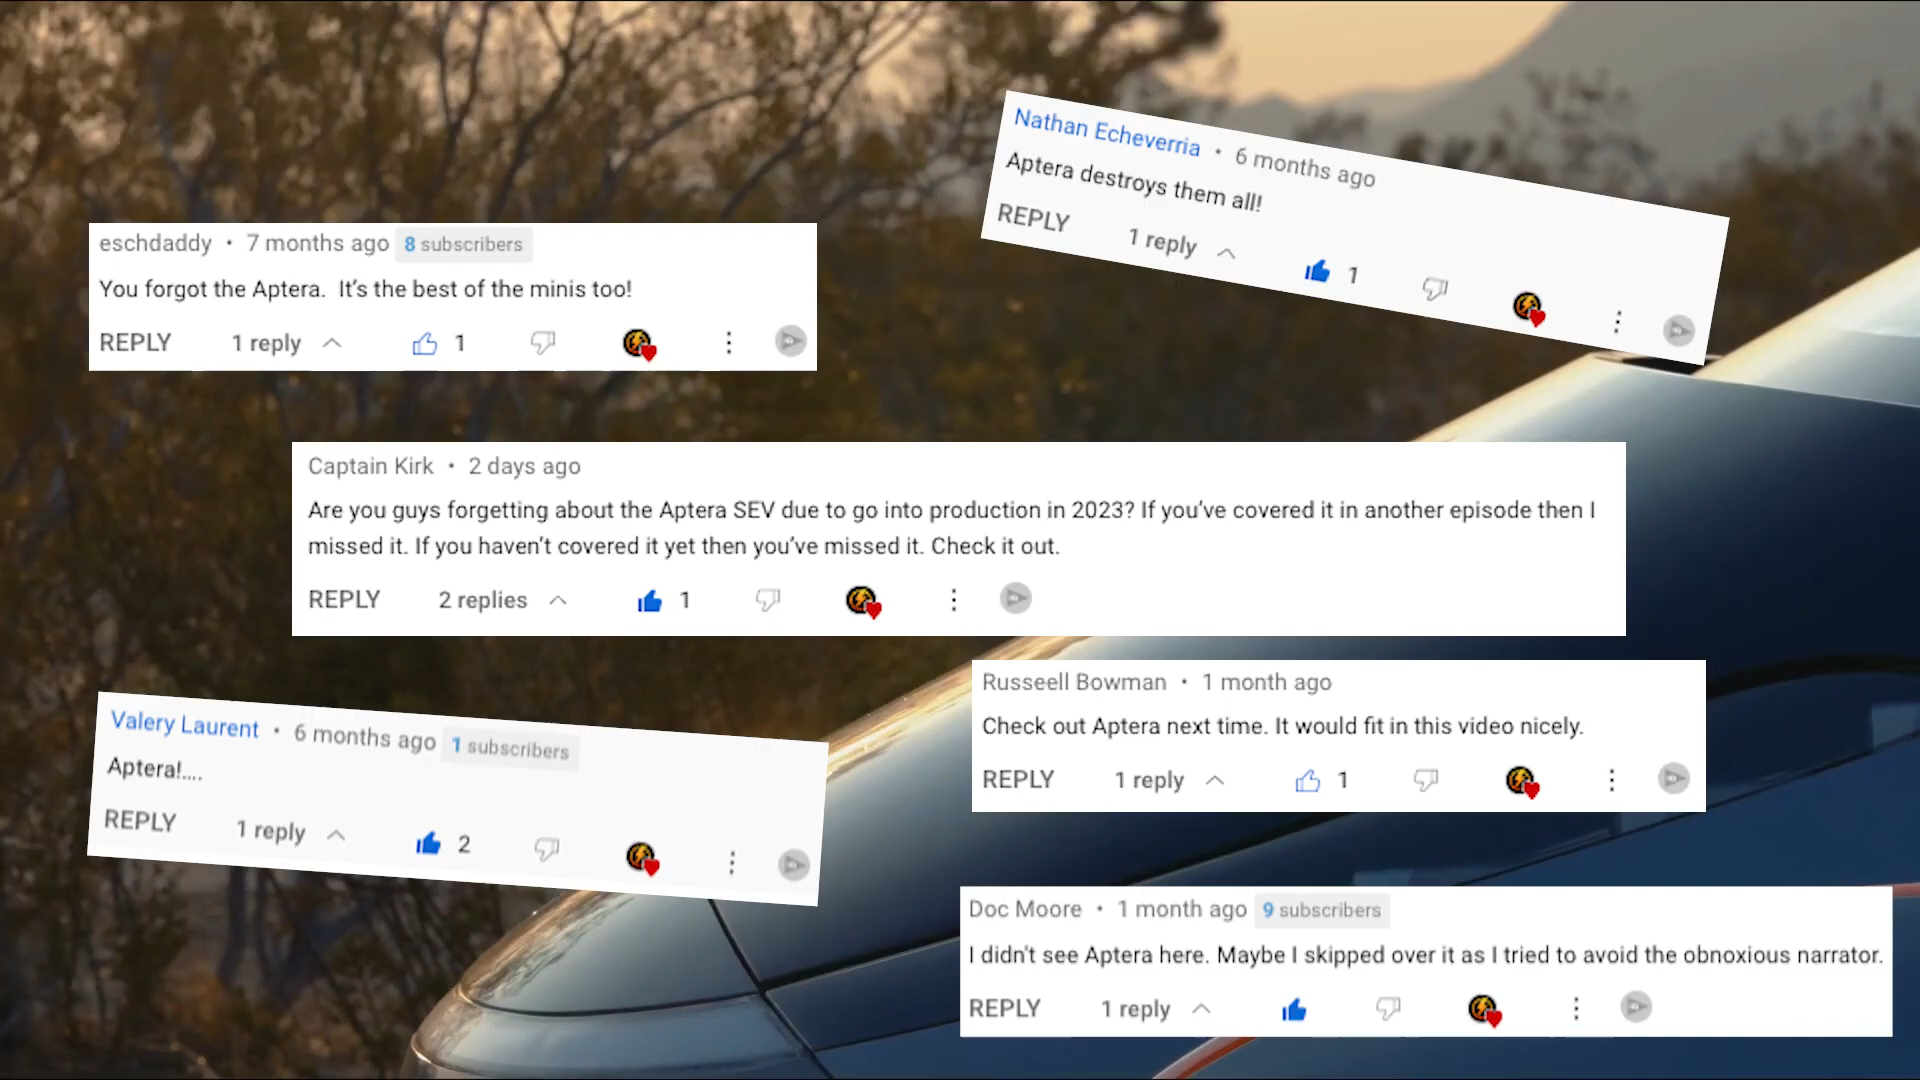 Nathan Echeverria • 6 months ago
Aptera destroys them all!
REPLY 1 reply 1
eschdaddy • 7 months ago 8 subscribers
You forgot the Aptera. It's the best of the minis too!
REPLY 1 reply 1
Captain Kirk • 2 days ago
Are you guys forgetting about the Aptera SEV due to go into production in 2023? If you've covered it in another episode then I
missed it. If you haven't covered it yet then you've missed it. Check it out.
REPLY 2 replies 1
Valery Laurent • 6 months ago 1 subscribers
Aptera!....
REPLY 1 reply 2
Russeell Bowman • 1 month ago
Check out Aptera next time. It would fit in this video nicely.
REPLY 1 reply 1
Doc Moore • 1 month ago 9 subscribers
I didn't see Aptera here. Maybe I skipped over it as I tried to avoid the obnoxious narrator.
REPLY 1 reply